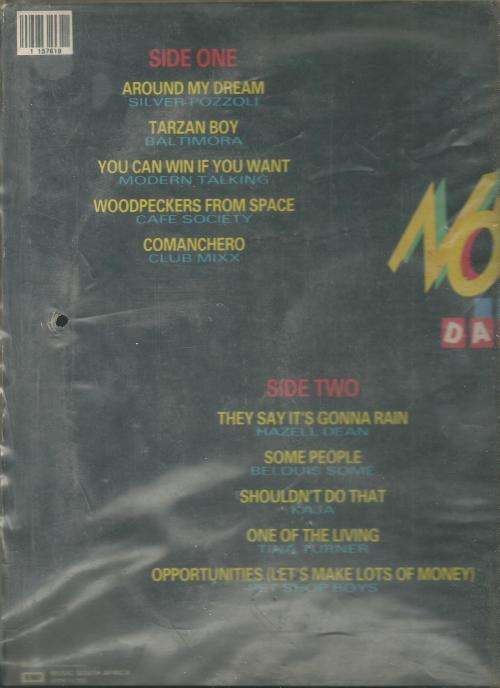 1 157618
SIDE ONE
AROUND MY DREAM
SILVER POZZOLI
TARZAN BOY
BALTIMORA
YOU CAN WIN IF YOU WANT
MODERN TALKING
WOODPECKERS FROM SPACE
CAFE SOCIETY
COMANCHERO
CLUB MIXX
NO
DA
SIDE TWO
THEY SAY IT'S GONNA RAIN
HAZELL DEAN
SOME PEOPLE
BELOUIS SOME
SHOULDN'T DO THAT
KAJA
ONE OF THE LIVING
TINA TURNER
OPPORTUNITIES (LET'S MAKE LOTS OF MONEY)
PET SHOP BOYS
EMI MUSIC SOUTH AFRICA